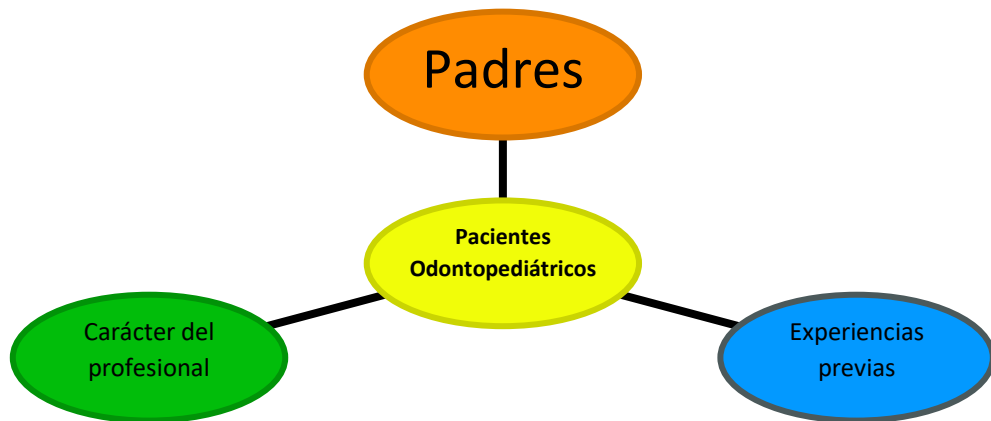 Padres
Pacientes
Odontopediátricos
Carácter del
profesional
Experiencias
previas